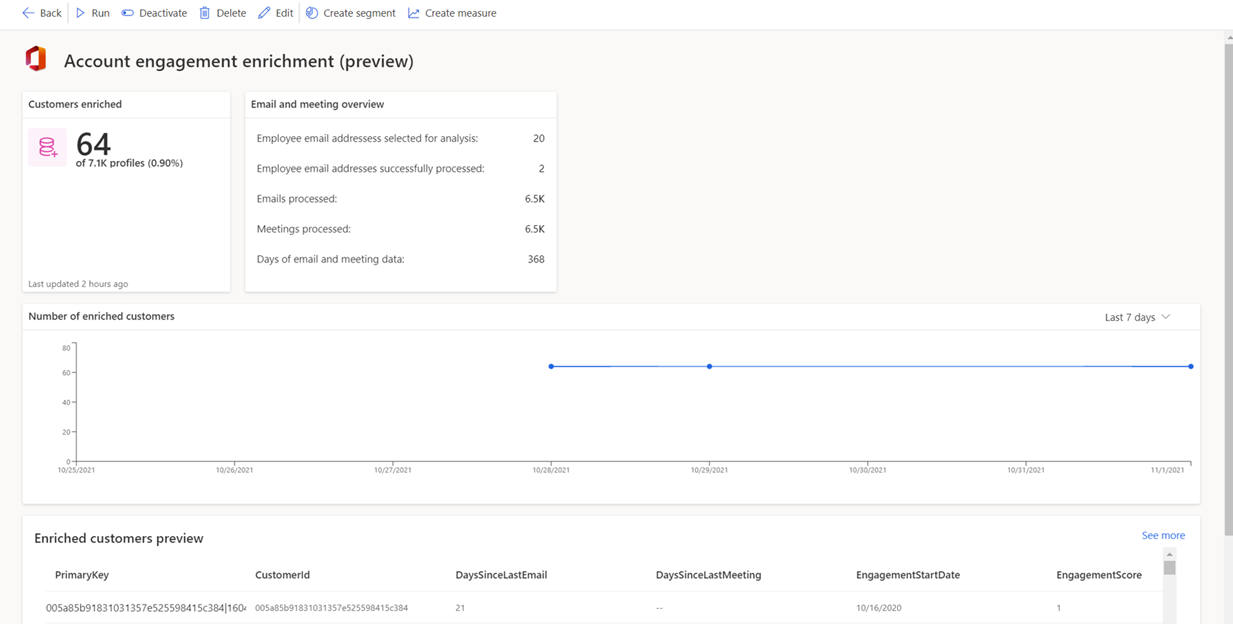 Back Run Deactivate Delete Edit Create segment Create measure
Account engagement enrichment (preview)
Customers enriched
64
of 7.1K profiles (0.90%)
Last updated 2 hours ago
Email and meeting overview
Employee email addressess selected for analysis: 20
Employee email addresses successfully processed: 2
Emails processed: 6.5K
Meetings processed: 6.5K
Days of email and meeting data: 368
Number of enriched customers Last 7 days
80
60
40
20
0
10/25/2021 10/26/2021 10/27/2021 10/28/2021 10/29/2021 10/30/2021 10/31/2021 11/1/2021
Enriched customers preview See more
PrimaryKey CustomerId DaysSinceLastEmail DaysSinceLastMeeting EngagementStartDate EngagementScore
005a85b91831031357e525598415c384|1604 005a85b91831031357e525598415c384 21 -- 10/16/2020 1